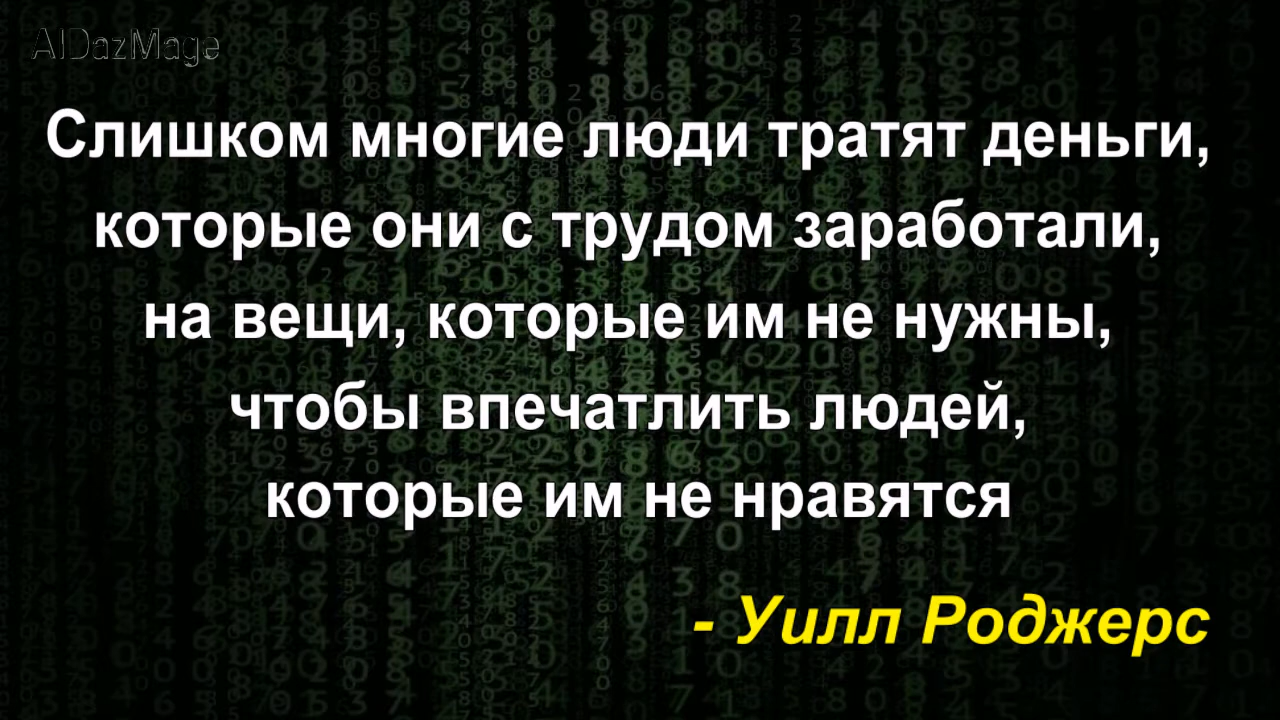 AIDazMage
Слишком многие люди тратят деньги,
которые они с трудом заработали,
на вещи, которые им не нужны,
чтобы впечатлить людей,
которые им не нравятся
- Уилл Роджерс